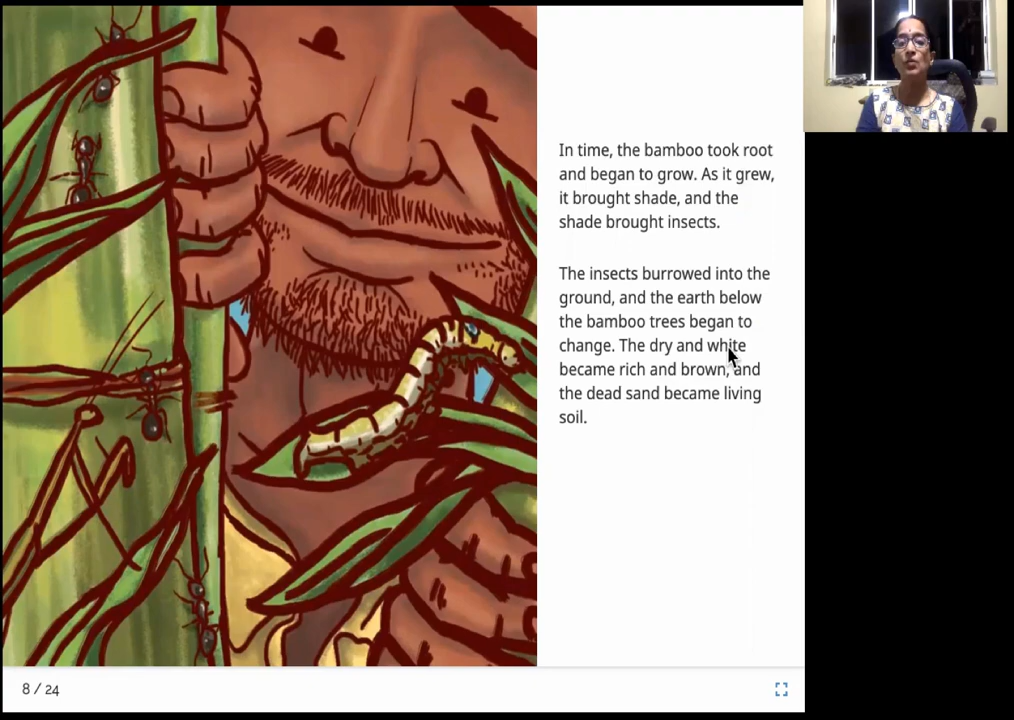 In time, the bamboo took root
and began to grow. As it grew,
it brought shade, and the
shade brought insects.
The insects burrowed into the
ground, and the earth below
the bamboo trees began to
change. The dry and white
became rich and brown, and
the dead sand became living
soil.
8 / 24